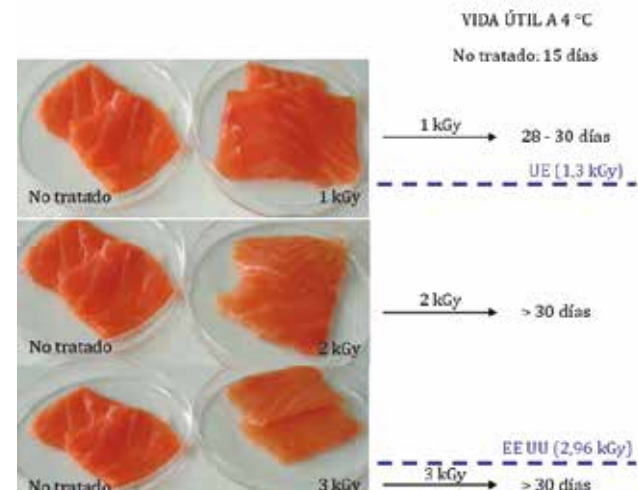 VIDA ÚTIL A 4 °C
No tratado: 15 días
1 kGy
28 - 30 días
UE (1,3 kGy)
No tratado
1 kGy
2 kGy
> 30 días
No tratado
2 kGy
EE UU (2,96 kGy)
3 kGy
> 30 días
No tratado
3 kGy